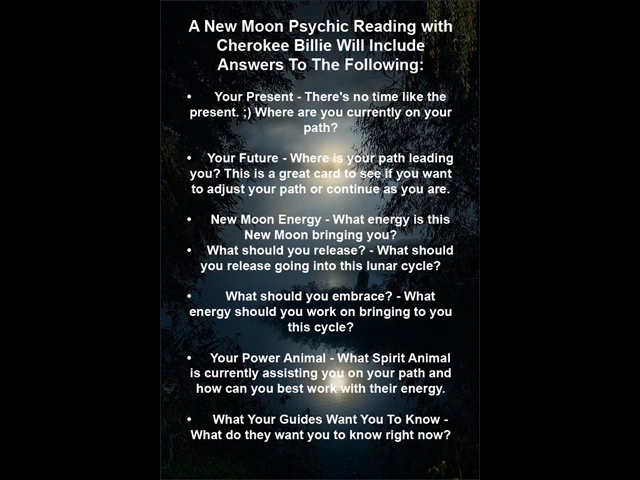 A New Moon Psychic Reading with
Cherokee Billie Will Include
Answers To The Following:
• Your Present - There's no time like the
present. ;) Where are you currently on your
path?
• Your Future - Where is your path leading
you? This is a great card to see if you want
to adjust your path or continue as you are.
• New Moon Energy - What energy is this
New Moon bringing you?
• What should you release? - What should
you release going into this lunar cycle?
• What should you embrace? - What
energy should you work on bringing to you
this cycle?
• Your Power Animal - What Spirit Animal
is currently assisting you on your path and
how can you best work with their energy.
• What Your Guides Want You To Know -
What do they want you to know right now?